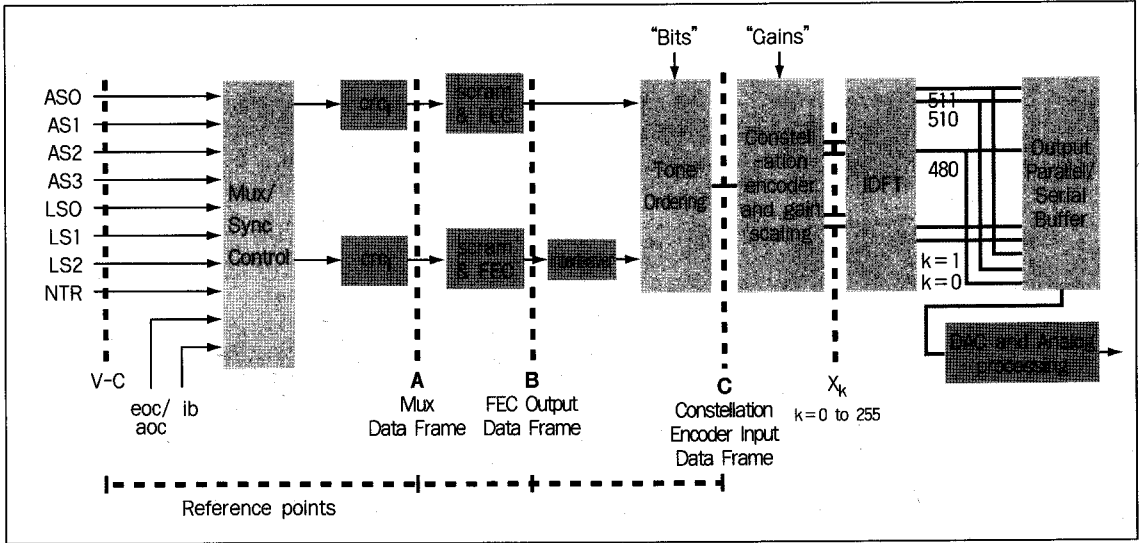 "Bits"
"Gains"
AS0
AS1
AS2
AS3
LS0
LS1
LS2
NTR
Mux/
Sync
Control
crc
scram
& FEC
crc
scram
& FEC
Tone
Ordering
Constell
-ation
encoder
and gain
scaling
IDFT
511
510
480
k=1
k=0
Output
Parallel/
Serial
Buffer
DAC and Analog
processing
V-C
eoc/
aoc
ib
A
Mux
Data Frame
B
FEC Output
Data Frame
C
Constellation
Encoder Input
Data Frame
Xk
k=0 to 255
Reference points